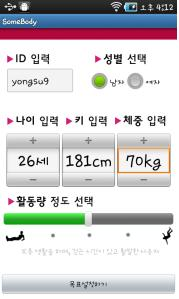 오후 4:12
SomeBody
ID 입력
성별 선택
yongsu9
남자
여자
나이 입력
키 입력
체중 입력
+
+
+
26세
181cm
70kg
-
-
-
활동량 정도 선택
목표설정하기